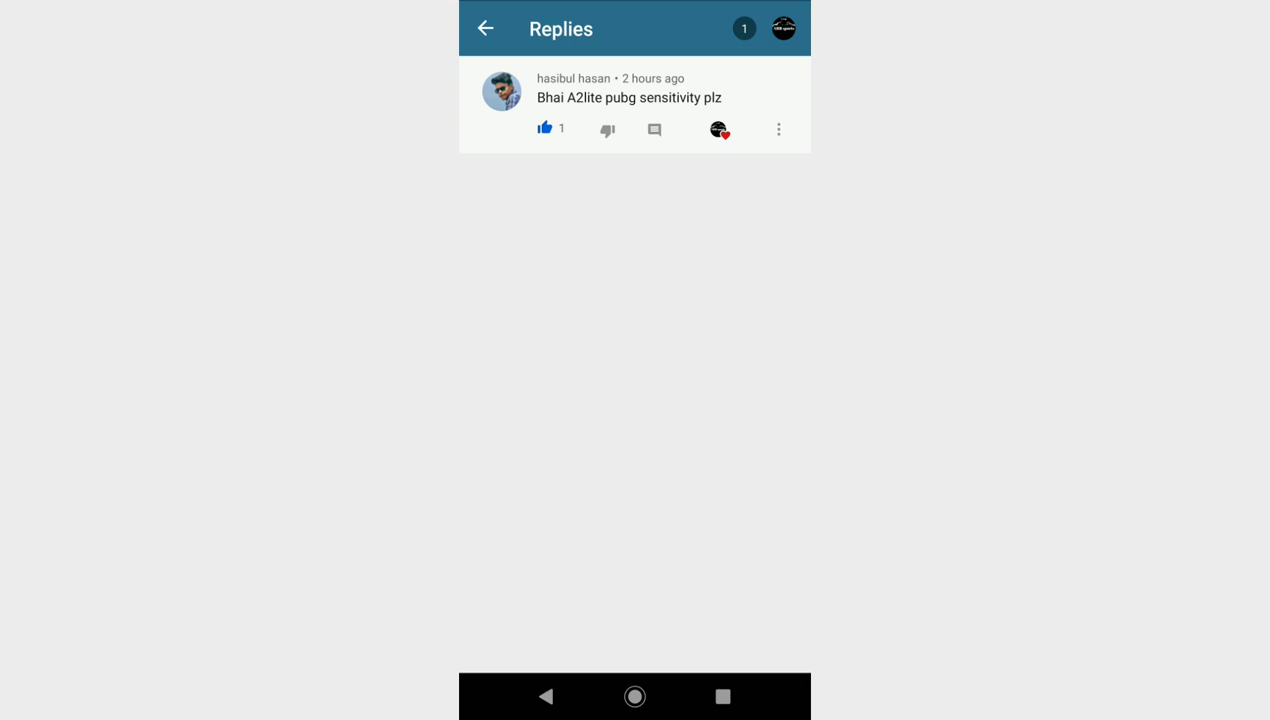 Replies
1
hasibul hasan • 2 hours ago
Bhai A2lite pubg sensitivity plz
1